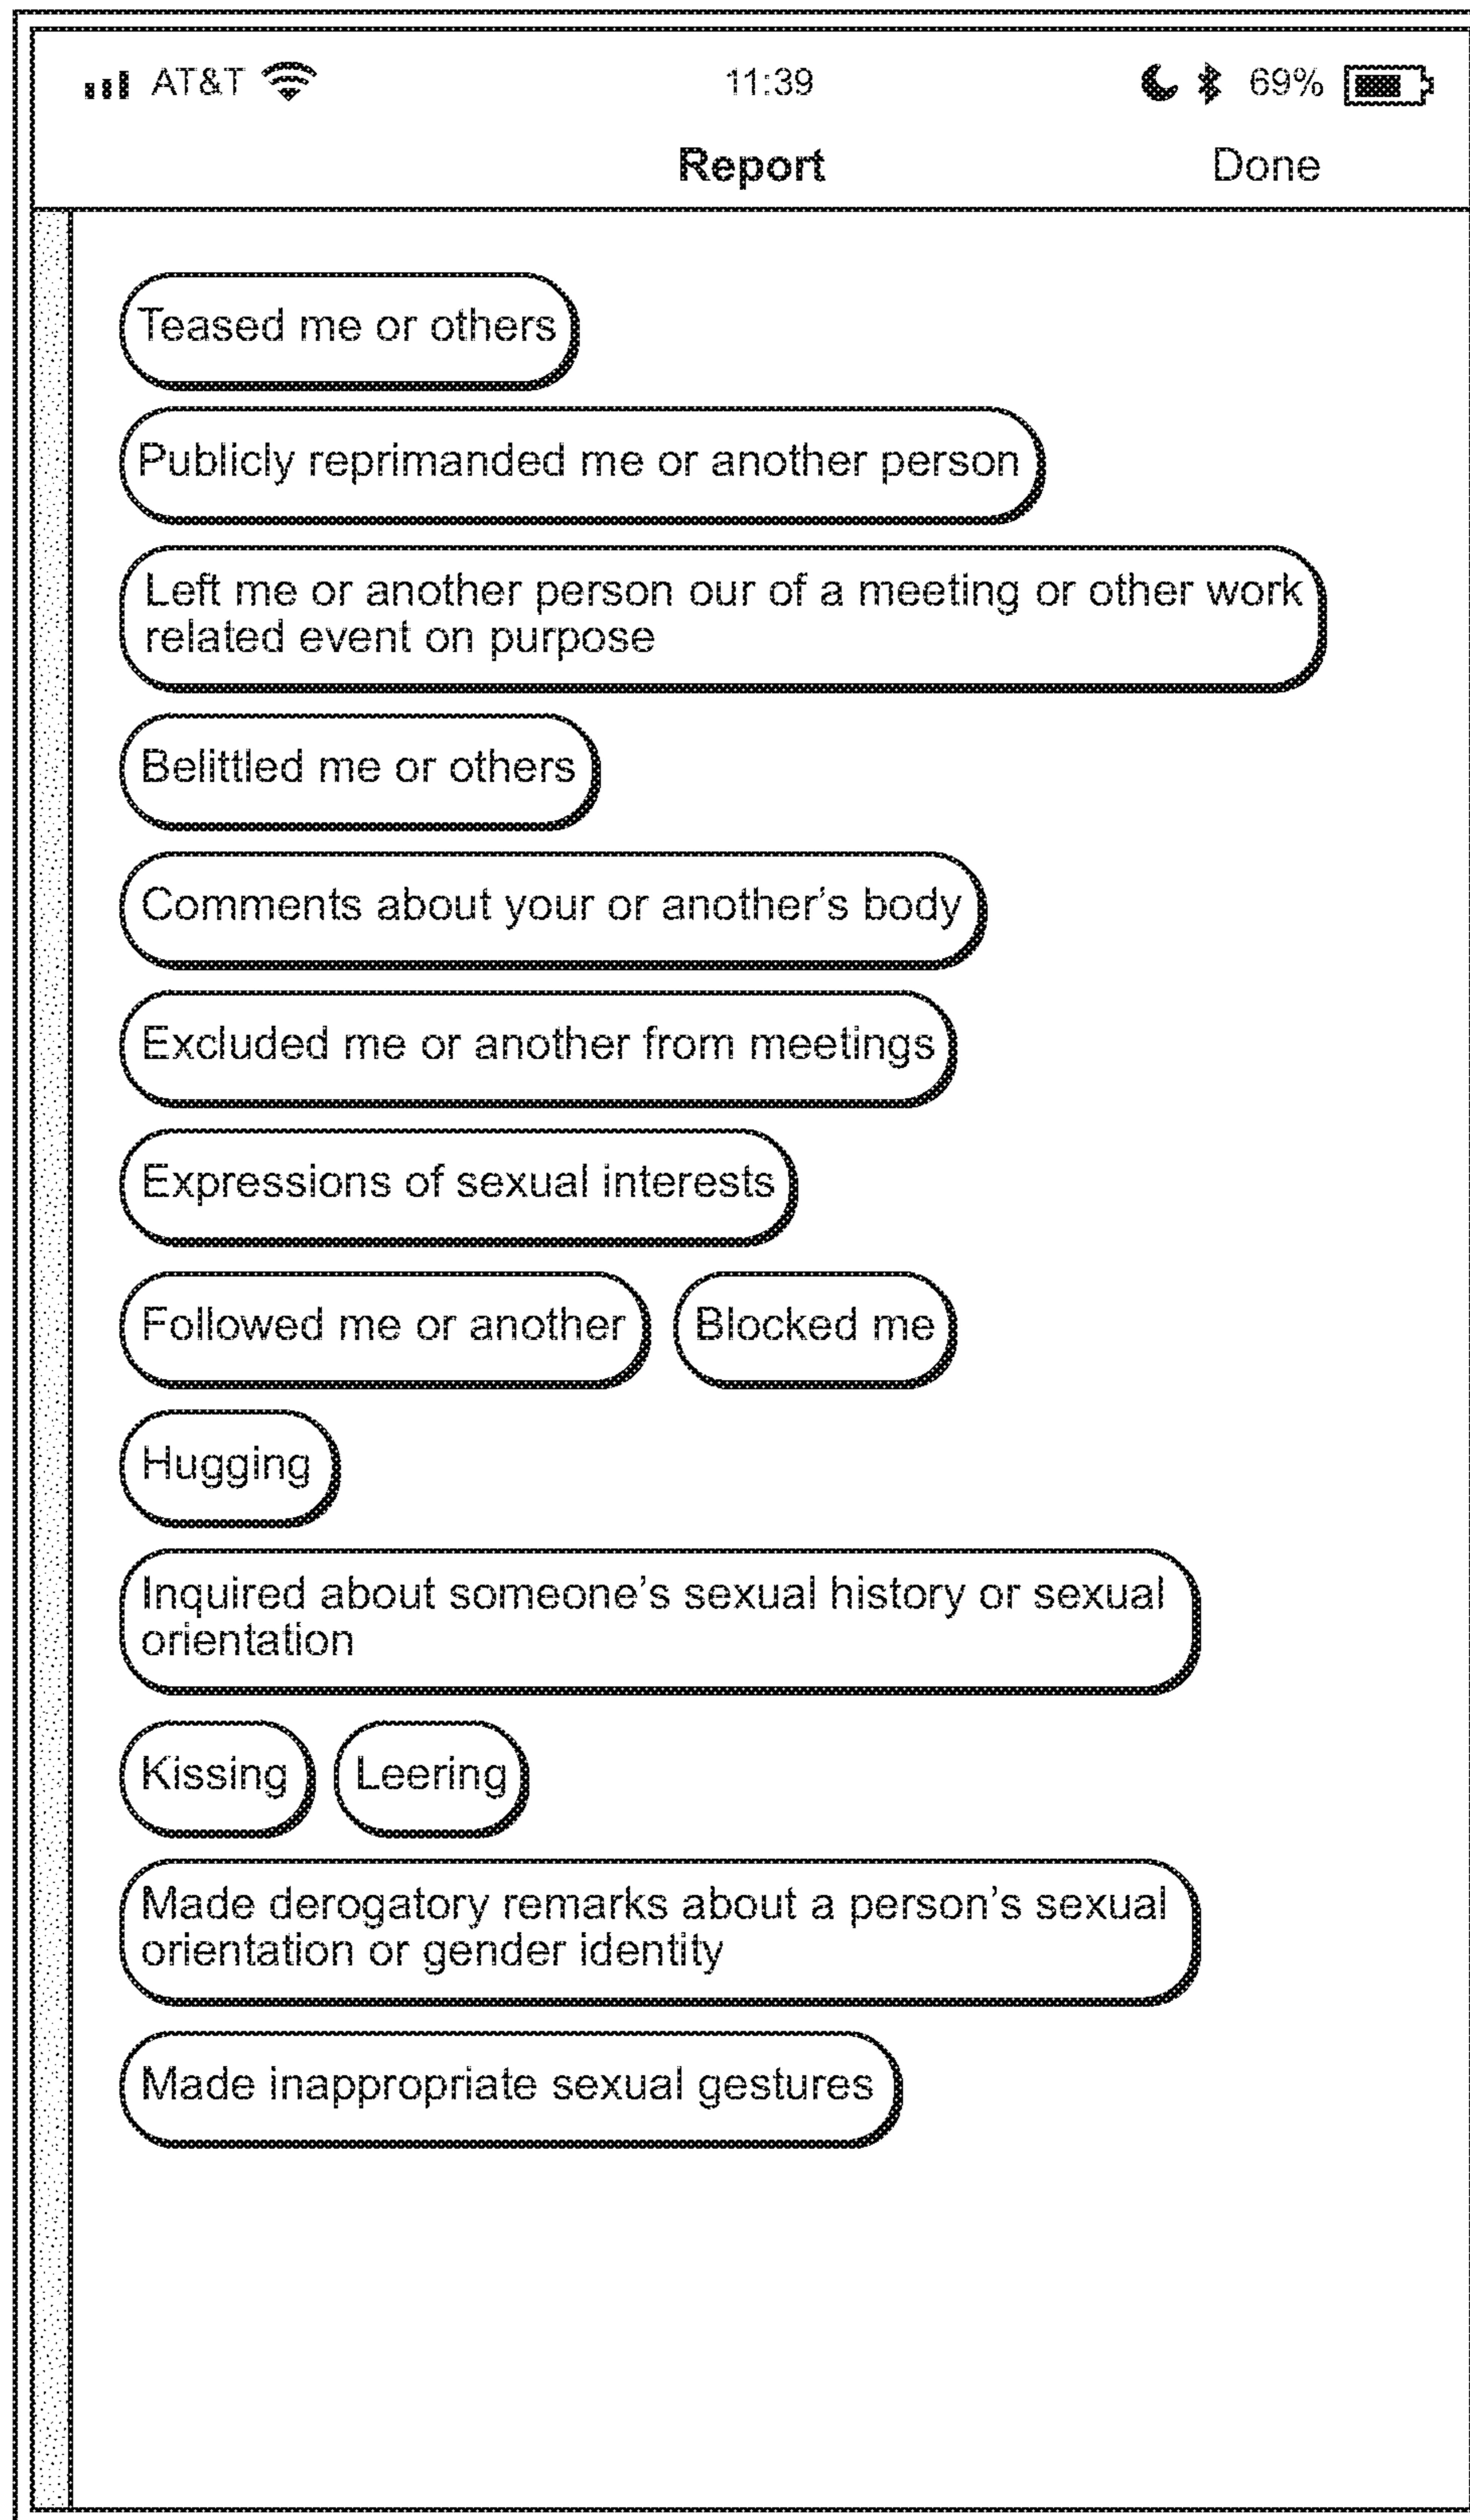 AT&T 11:39 69%
Report Done
Teased me or others
Publicly reprimanded me or another person
Left me or another person our of a meeting or other work
related event on purpose
Belittled me or others
Comments about your or another’s body
Excluded me or another from meetings
Expressions of sexual interests
Followed me or another Blocked me
Hugging
Inquired about someone’s sexual history or sexual
orientation
Kissing Leering
Made derogatory remarks about a person’s sexual
orientation or gender identity
Made inappropriate sexual gestures